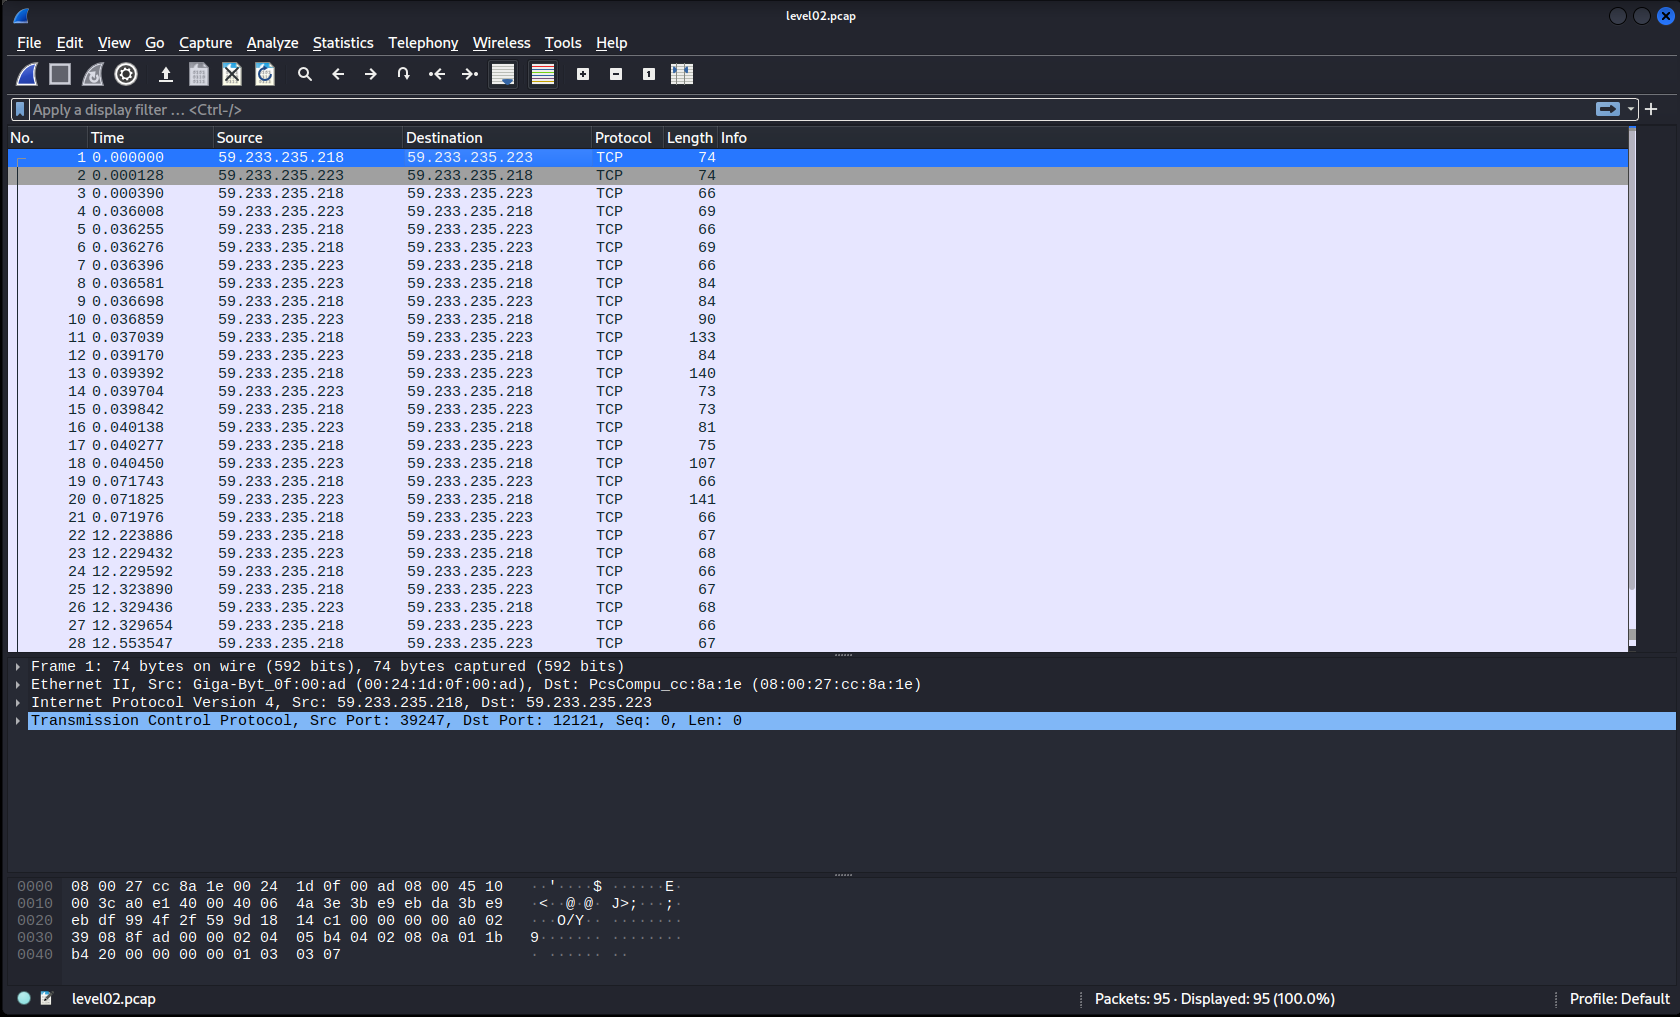 level02.pcap
File Edit View Go Capture Analyze Statistics Telephony Wireless Tools Help
Apply a display filter … <Ctrl-/>
No. Time Source Destination Protocol Length Info
1 0.000000 59.233.235.218 59.233.235.223 TCP 74
2 0.000128 59.233.235.223 59.233.235.218 TCP 74
3 0.000390 59.233.235.218 59.233.235.223 TCP 66
4 0.036008 59.233.235.223 59.233.235.218 TCP 69
5 0.036255 59.233.235.218 59.233.235.223 TCP 66
6 0.036276 59.233.235.218 59.233.235.223 TCP 69
7 0.036396 59.233.235.223 59.233.235.218 TCP 66
8 0.036581 59.233.235.223 59.233.235.218 TCP 84
9 0.036698 59.233.235.218 59.233.235.223 TCP 84
10 0.036859 59.233.235.223 59.233.235.218 TCP 90
11 0.037039 59.233.235.218 59.233.235.223 TCP 133
12 0.039170 59.233.235.223 59.233.235.218 TCP 84
13 0.039392 59.233.235.218 59.233.235.223 TCP 140
14 0.039704 59.233.235.223 59.233.235.218 TCP 73
15 0.039842 59.233.235.218 59.233.235.223 TCP 73
16 0.040138 59.233.235.223 59.233.235.218 TCP 81
17 0.040277 59.233.235.218 59.233.235.223 TCP 75
18 0.040450 59.233.235.223 59.233.235.218 TCP 107
19 0.071743 59.233.235.218 59.233.235.223 TCP 66
20 0.071825 59.233.235.223 59.233.235.218 TCP 141
21 0.071976 59.233.235.218 59.233.235.223 TCP 66
22 12.223886 59.233.235.218 59.233.235.223 TCP 67
23 12.229432 59.233.235.223 59.233.235.218 TCP 68
24 12.229592 59.233.235.218 59.233.235.223 TCP 66
25 12.323890 59.233.235.218 59.233.235.223 TCP 67
26 12.329436 59.233.235.223 59.233.235.218 TCP 68
27 12.329654 59.233.235.218 59.233.235.223 TCP 66
28 12.553547 59.233.235.218 59.233.235.223 TCP 67
Frame 1: 74 bytes on wire (592 bits), 74 bytes captured (592 bits)
Ethernet II, Src: Giga-Byt_0f:00:ad (00:24:1d:0f:00:ad), Dst: PcsCompu_cc:8a:1e (08:00:27:cc:8a:1e)
Internet Protocol Version 4, Src: 59.233.235.218, Dst: 59.233.235.223
Transmission Control Protocol, Src Port: 39247, Dst Port: 12121, Seq: 0, Len: 0
0000 08 00 27 cc 8a 1e 00 24 1d 0f 00 ad 08 00 45 10 ··'····$ ······E·
0010 00 3c a0 e1 40 00 40 06 4a 3e 3b e9 eb da 3b e9 ·<··@·@· J>;···;·
0020 eb df 99 4f 2f 59 9d 18 14 c1 00 00 00 00 a0 02 ···O/Y·· ········
0030 39 08 8f ad 00 00 02 04 05 b4 04 02 08 0a 01 1b 9······· ········
0040 b4 20 00 00 00 00 01 03 03 07 · ······ ··
level02.pcap Packets: 95 · Displayed: 95 (100.0%) Profile: Default